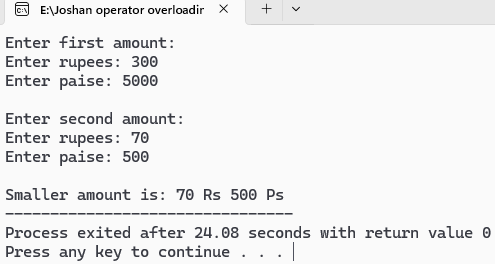 E:\Joshan operator overloadir
Enter first amount:
Enter rupees: 300
Enter paise: 5000
Enter second amount:
Enter rupees: 70
Enter paise: 500
Smaller amount is: 70 Rs 500 Ps
--------------------------------
Process exited after 24.08 seconds with return value 0
Press any key to continue . . .